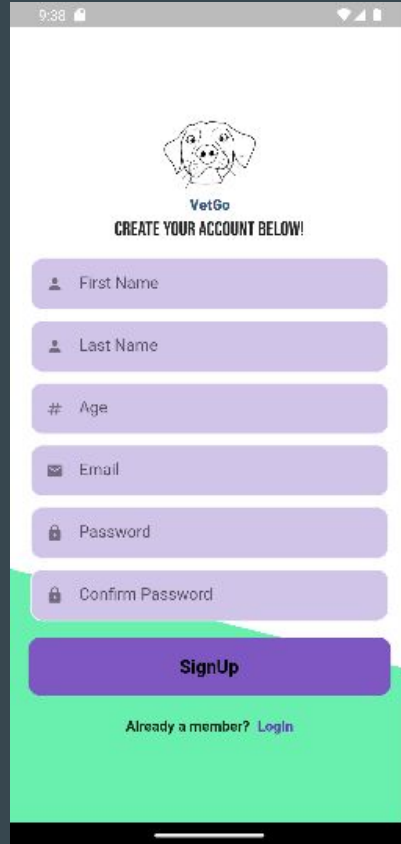 9:38
VetGo
CREATE YOUR ACCOUNT BELOW!
First Name
Last Name
# Age
Email
Password
Confirm Password
SignUp
Already a member? LogIn